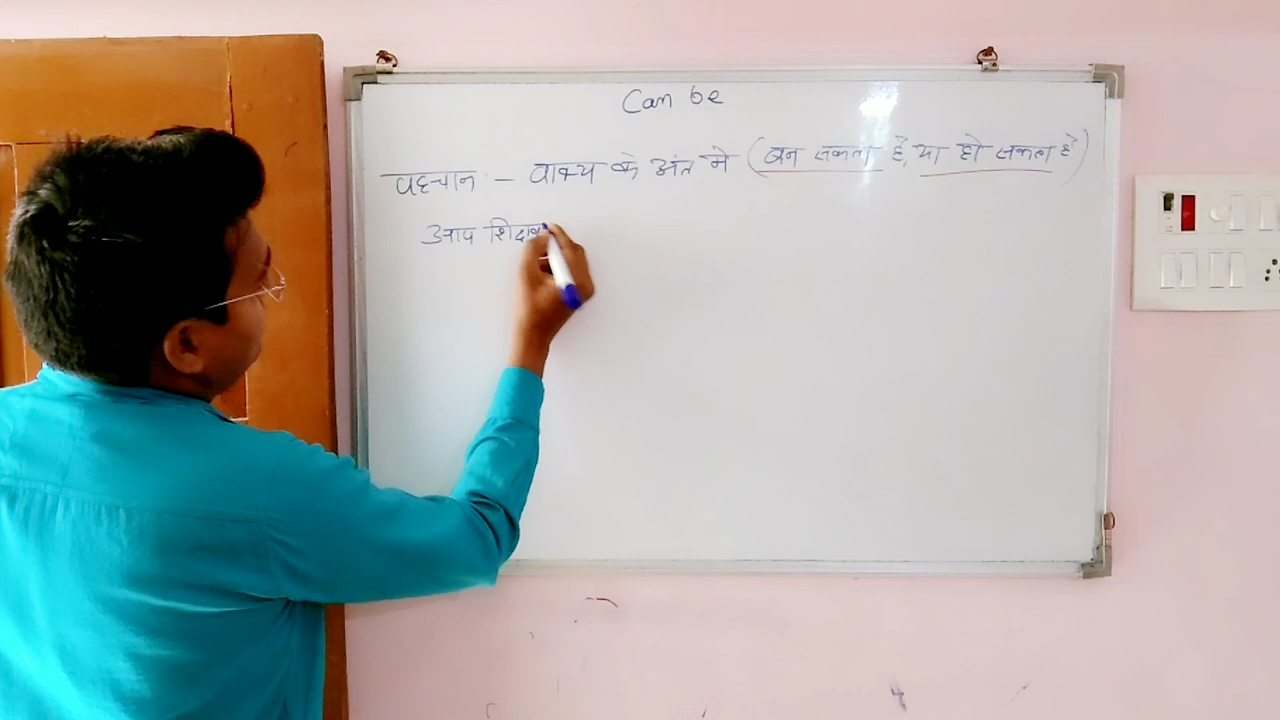 Can be
पहचान - वाक्य के अंत मे (बन सकता है, या हो सकता है)
आप